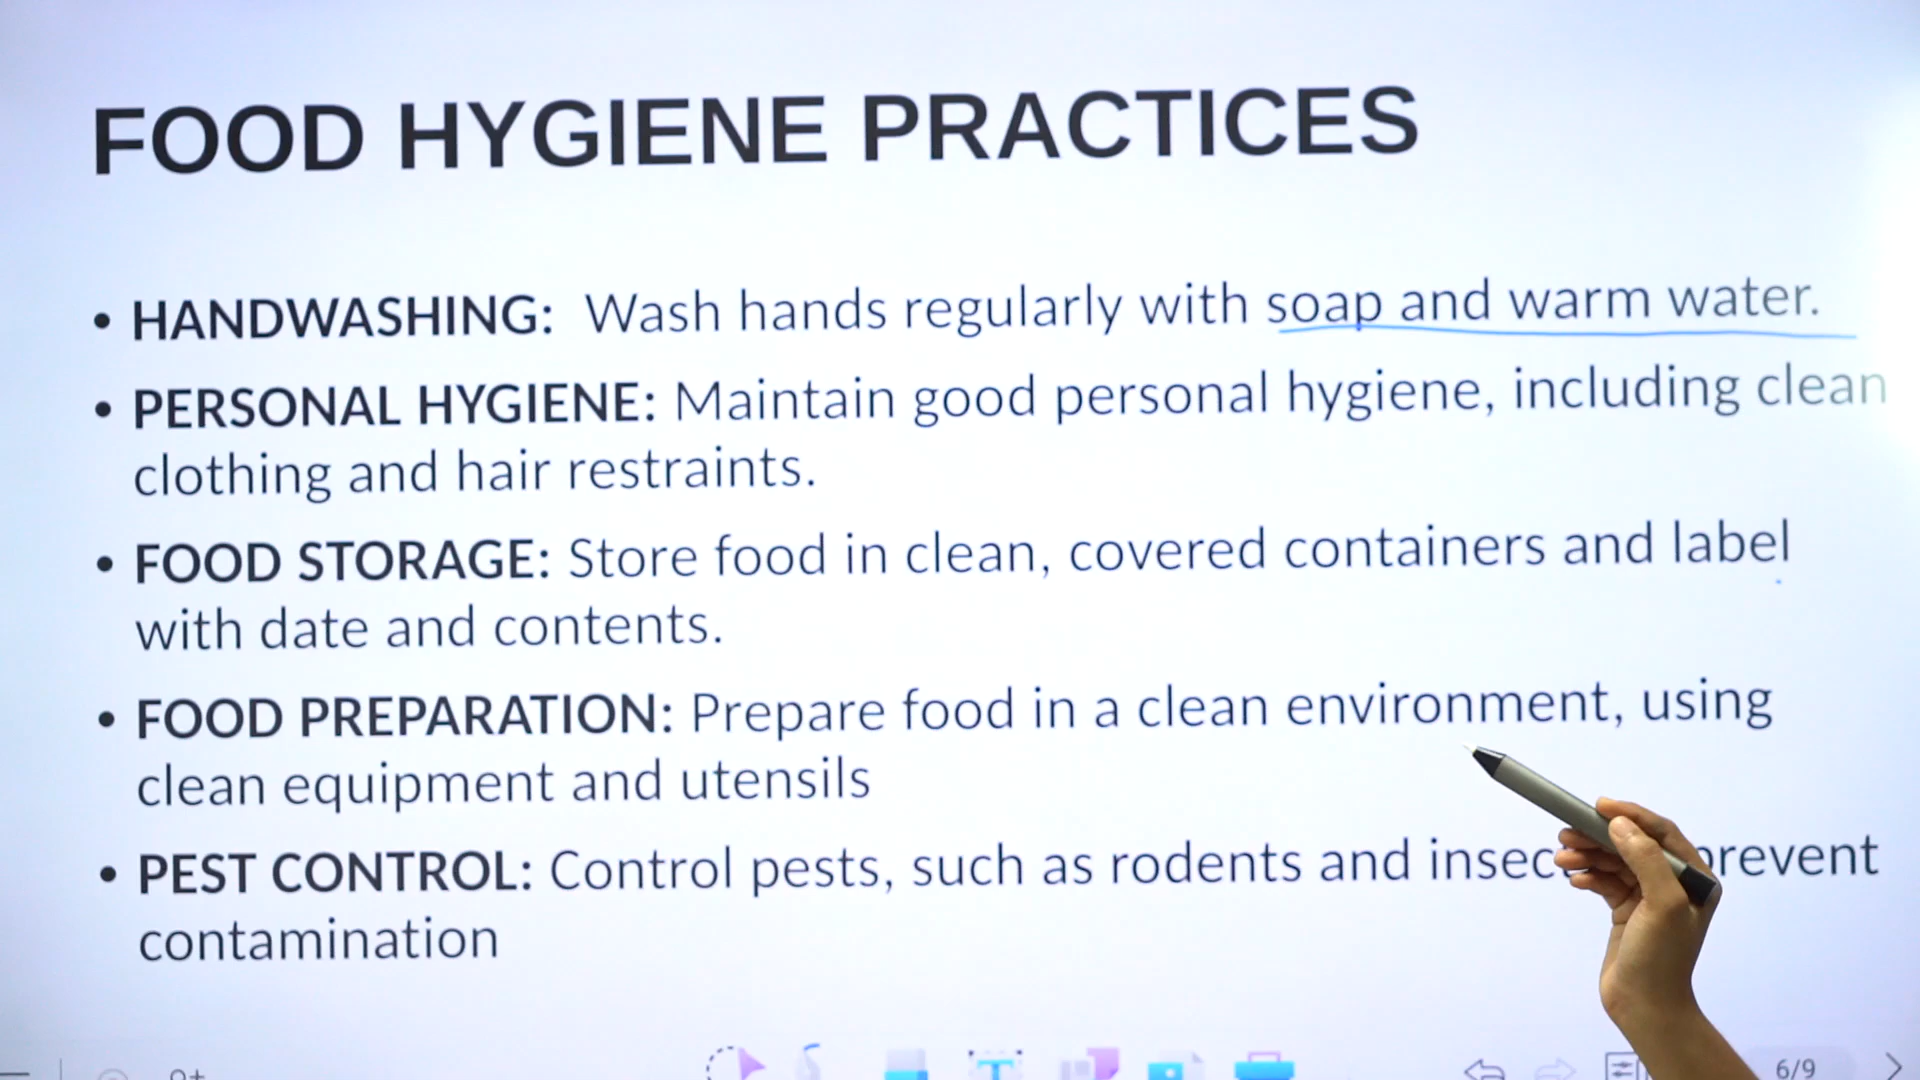 FOOD HYGIENE PRACTICES
• HANDWASHING: Wash hands regularly with soap and warm water.
• PERSONAL HYGIENE: Maintain good personal hygiene, including clean
clothing and hair restraints.
• FOOD STORAGE: Store food in clean, covered containers and label
with date and contents.
• FOOD PREPARATION: Prepare food in a clean environment, using
clean equipment and utensils
• PEST CONTROL: Control pests, such as rodents and prevent
contamination
6/9